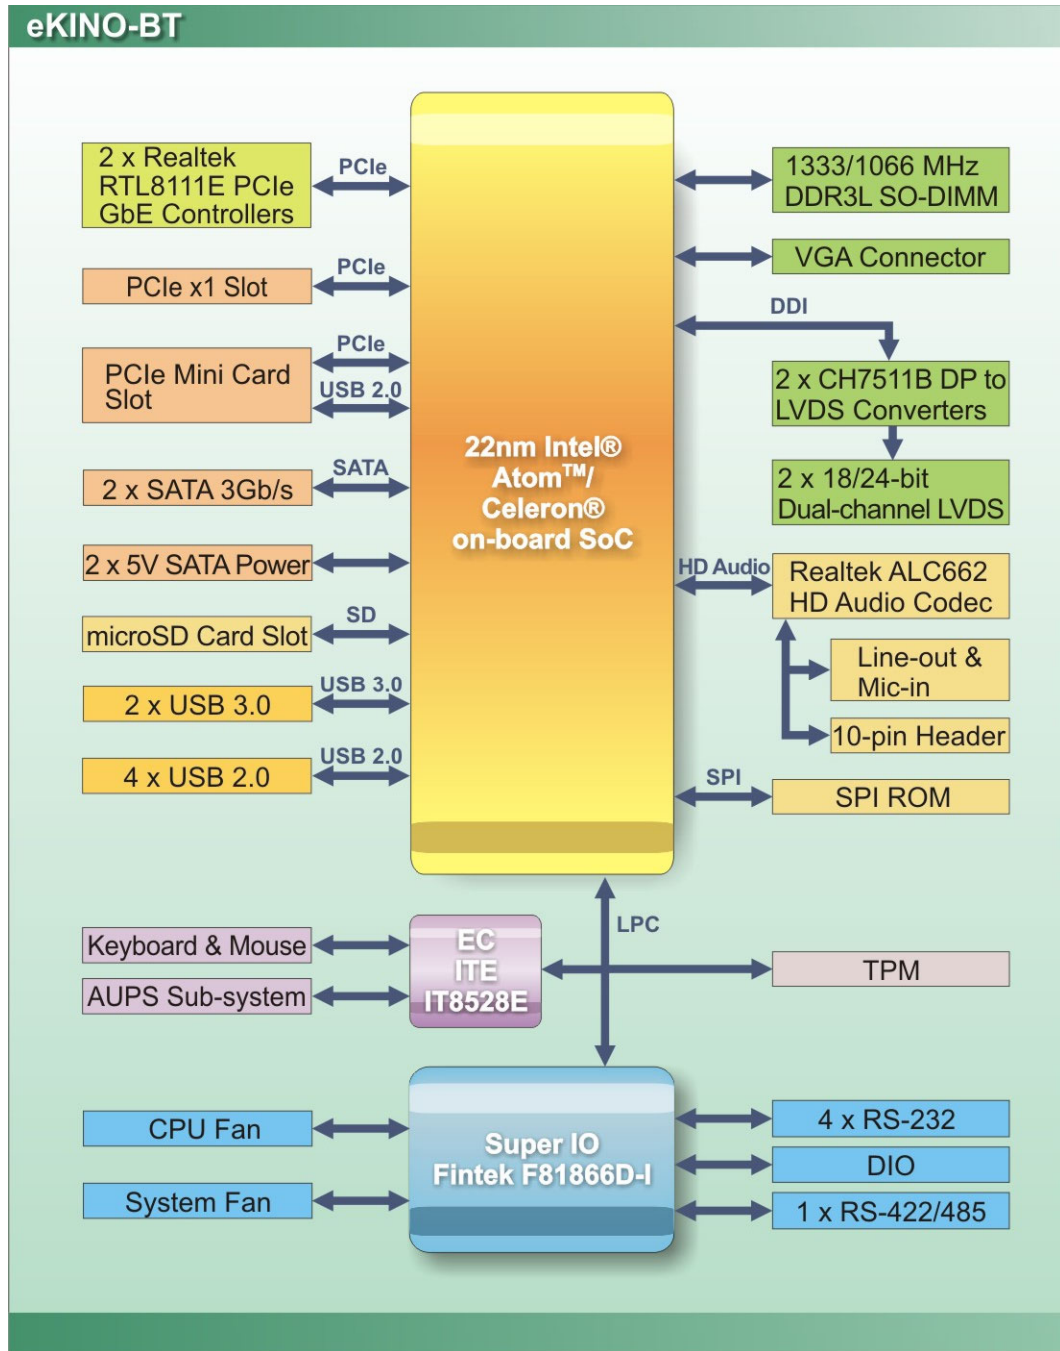 eKINO-BT
2 x Realtek
RTL8111E PCIe
GbE Controllers
PCIe
PCIe x1 Slot
PCIe
PCIe Mini Card
Slot
PCIe
USB 2.0
2 x SATA 3Gb/s
SATA
2 x 5V SATA Power
microSD Card Slot
SD
2 x USB 3.0
USB 3.0
4 x USB 2.0
USB 2.0
22nm Intel®
Atom™/
Celeron®
on-board SoC
1333/1066 MHz
DDR3L SO-DIMM
VGA Connector
DDI
2 x CH7511B DP to
LVDS Converters
2 x 18/24-bit
Dual-channel LVDS
HD Audio
Realtek ALC662
HD Audio Codec
Line-out &
Mic-in
10-pin Header
SPI
SPI ROM
LPC
Keyboard & Mouse
AUPS Sub-system
EC
ITE
IT8528E
TPM
CPU Fan
System Fan
Super IO
Fintek F81866D-I
4 x RS-232
DIO
1 x RS-422/485